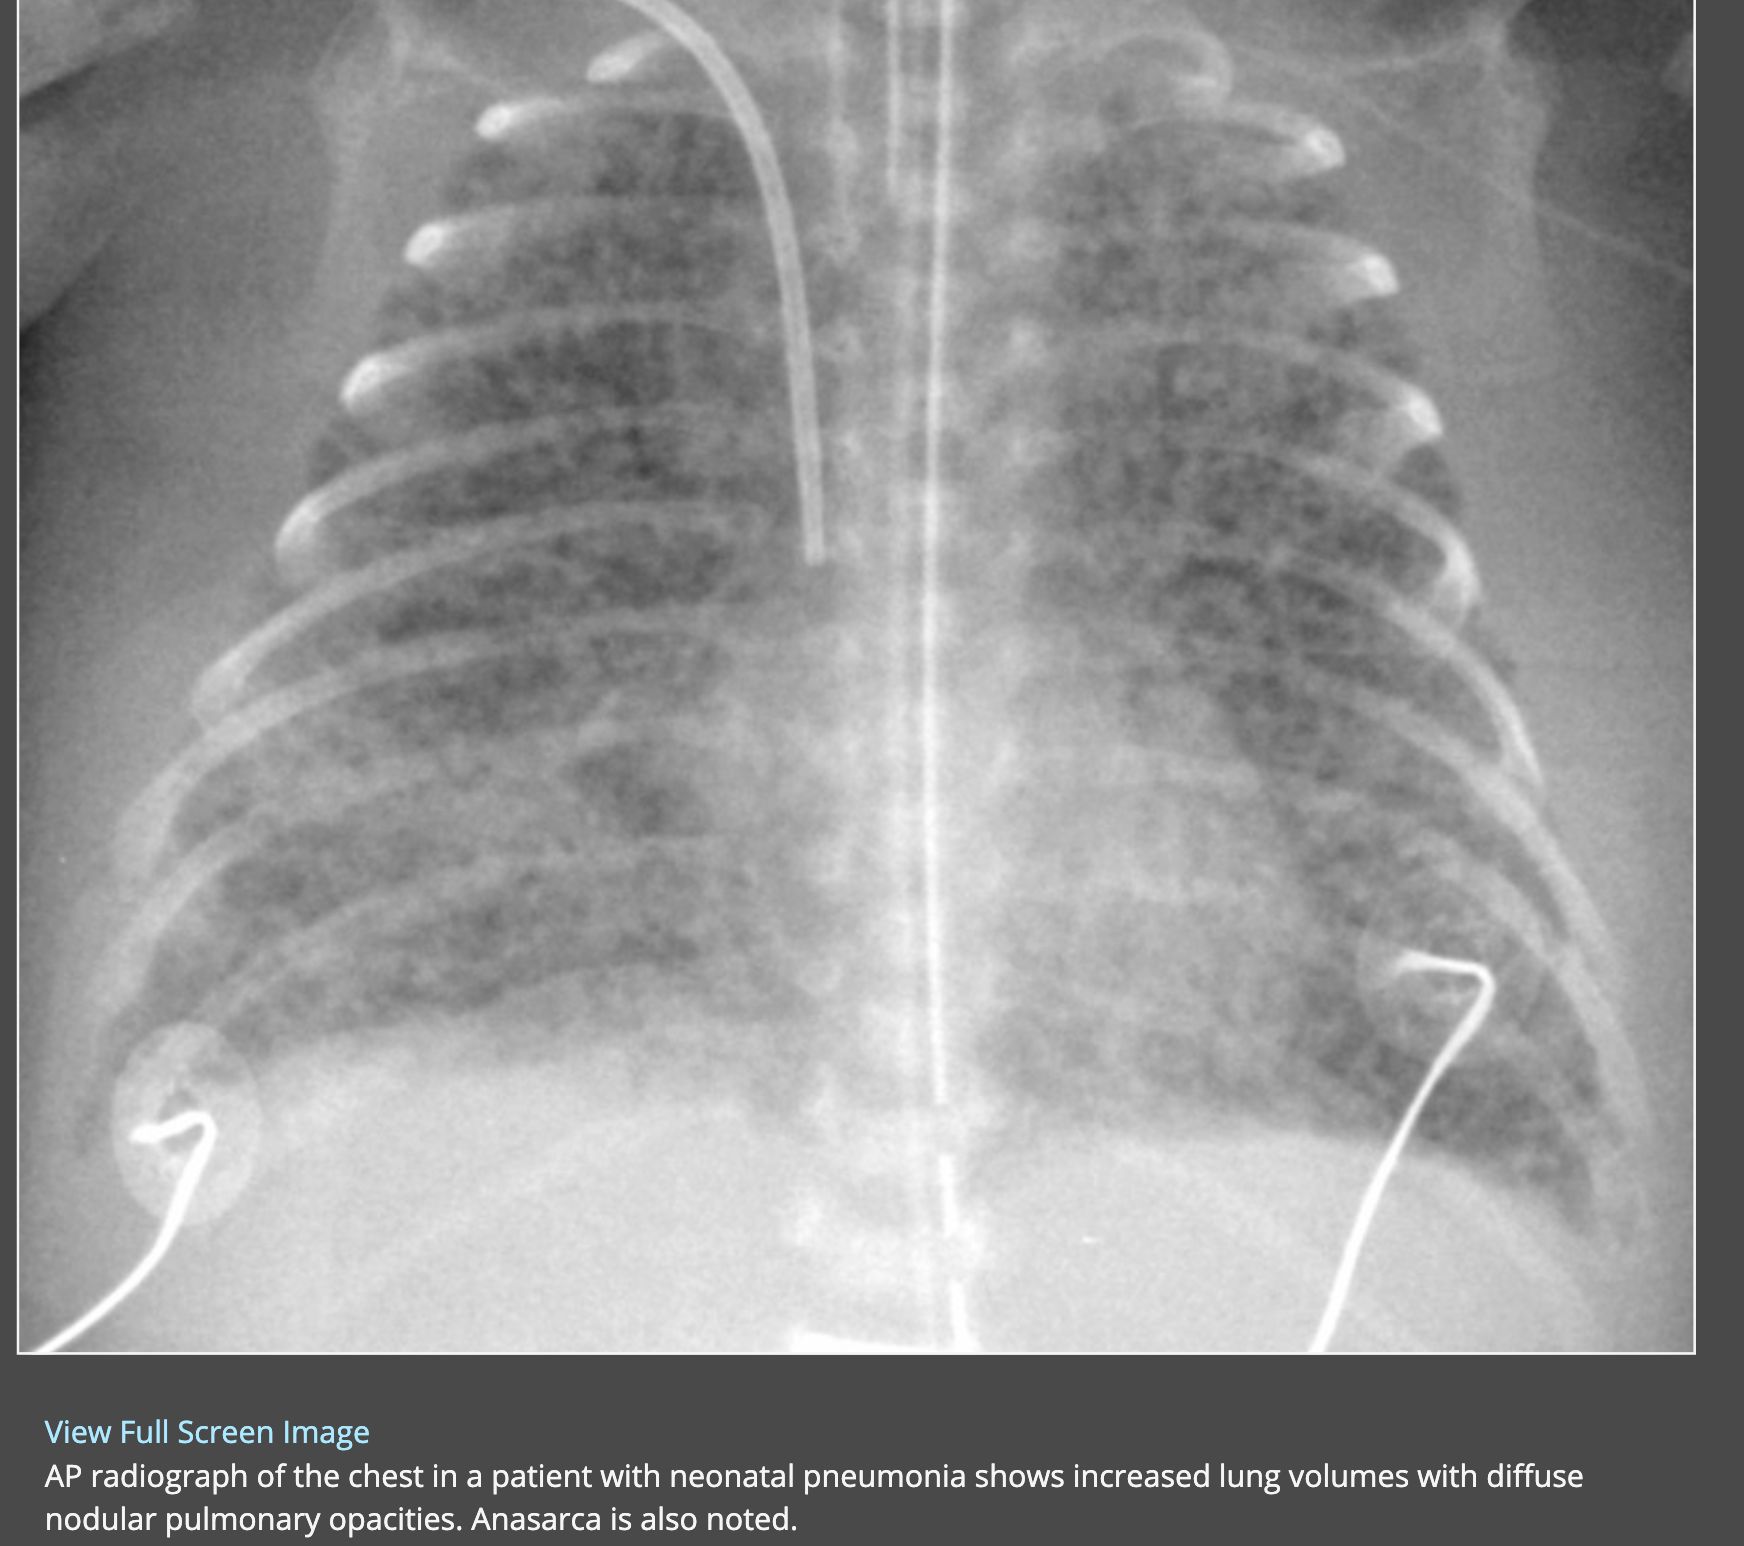 View Full Screen Image
AP radiograph of the chest in a patient with neonatal pneumonia shows increased lung volumes with diffuse
nodular pulmonary opacities. Anasarca is also noted.